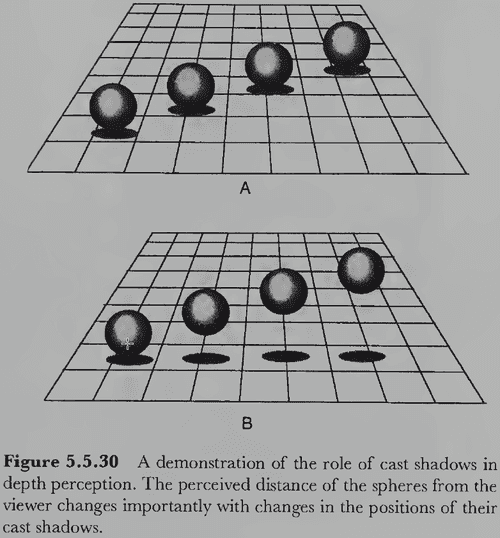 A
B
Figure 5.5.30 A demonstration of the role of cast shadows in
depth perception. The perceived distance of the spheres from the
viewer changes importantly with changes in the positions of their
cast shadows.